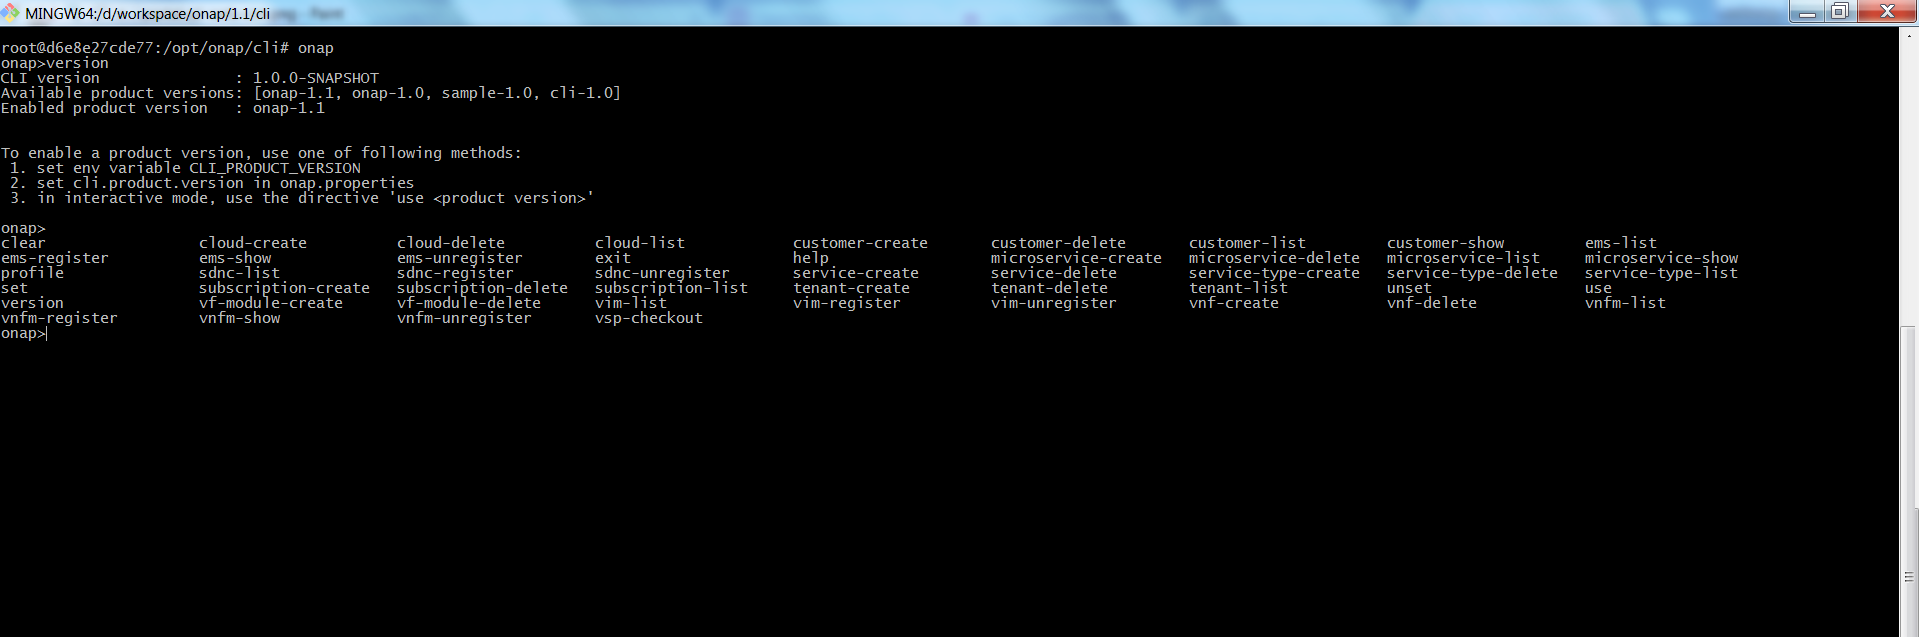 MINGW64:/d/workspace/onap/1.1/cli
root@d6e8e27cde77:/opt/onap/cli# onap
onap>version
CLI version               : 1.0.0-SNAPSHOT
Available product versions: [onap-1.1, onap-1.0, sample-1.0, cli-1.0]
Enabled product version   : onap-1.1
To enable a product version, use one of following methods:
 1. set env variable CLI_PRODUCT_VERSION
 2. set cli.product.version in onap.properties
 3. in interactive mode, use the directive 'use <product version>'
onap>
clear cloud-create cloud-delete cloud-list customer-create customer-delete customer-list customer-show ems-list
ems-register ems-show ems-unregister exit help microservice-create microservice-delete microservice-list microservice-show
profile sdnc-list sdnc-register sdnc-unregister service-create service-delete service-type-create service-type-delete service-type-list
set subscription-create subscription-delete subscription-list tenant-create tenant-delete tenant-list unset use
version vf-module-create vf-module-delete vim-list vim-register vim-unregister vnf-create vnf-delete vnfm-list
vnfm-register vnfm-show vnfm-unregister vsp-checkout
onap>